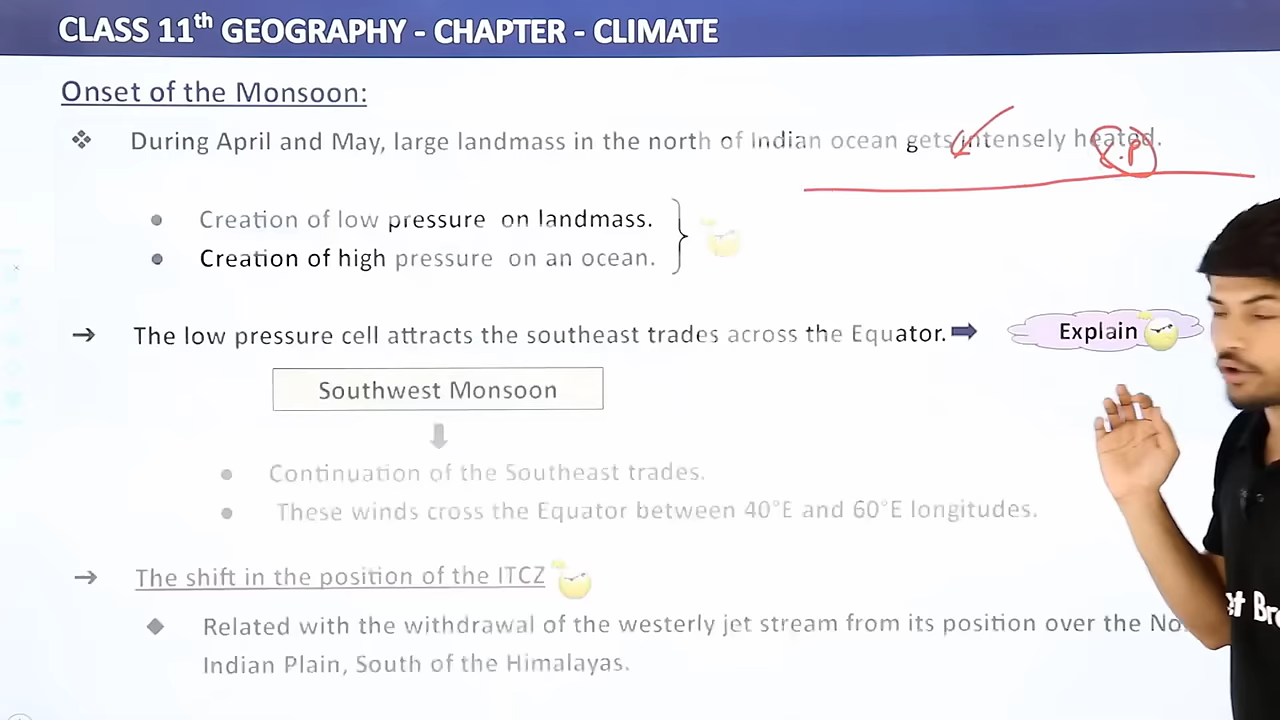 CLASS 11th GEOGRAPHY - CHAPTER - CLIMATE
Onset of the Monsoon:
❖ During April and May, large landmass in the north of Indian ocean gets intensely heated.
• Creation of low pressure on landmass.
• Creation of high pressure on an ocean.
→ The low pressure cell attracts the southeast trades across the Equator.
Explain
Southwest Monsoon
• Continuation of the Southeast trades.
• These winds cross the Equator between 40°E and 60°E longitudes.
→ The shift in the position of the ITCZ
◆ Related with the withdrawal of the westerly jet stream from its position over the
Indian Plain, South of the Himalayas.